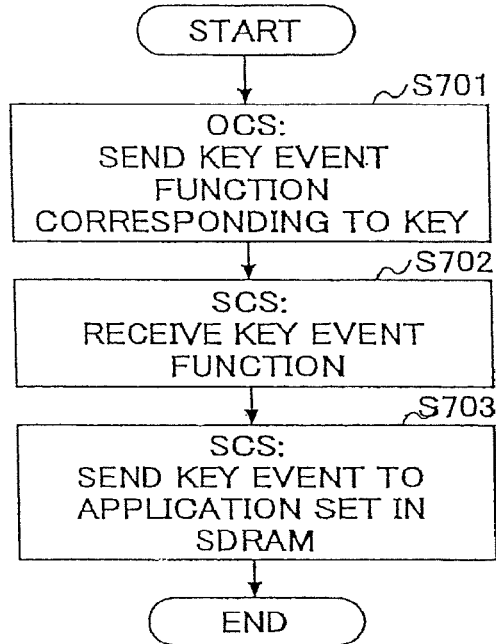 START
S701
OCS:
SEND KEY EVENT
FUNCTION
CORRESPONDING TO KEY
S702
SCS:
RECEIVE KEY EVENT
FUNCTION
S703
SCS:
SEND KEY EVENT TO
APPLICATION SET IN
SDRAM
END